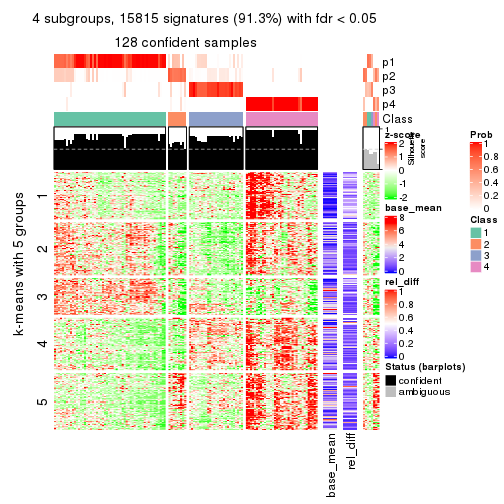 4 subgroups, 15815 signatures (91.3%) with fdr < 0.05
128 confident samples
p1
p2
p3
p4
Class
Silhouette
score
k-means with 5 groups
1
2
3
4
5
base_mean
rel_diff
z-score
2
1
0
-1
-2
base_mean
8
6
4
2
0
rel_diff
1
0.8
0.6
0.4
0.2
0
Status (barplots)
confident
ambiguous
Prob
1
0.8
0.6
0.4
0.2
0
Class
1
2
3
4